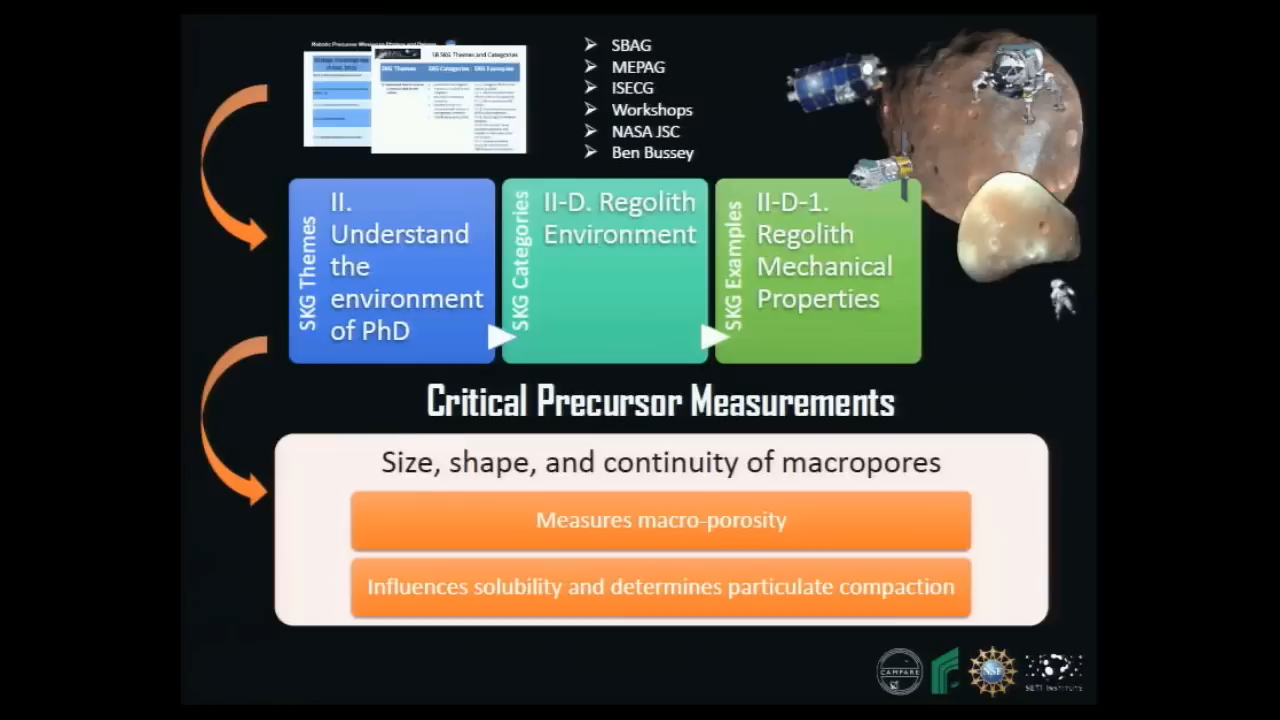 SB SKG Themes and Categories
SKG Themes
SKG Categories
SKG Examples
SBAG
MEPAG
ISECG
Workshops
NASA JSC
Ben Bussey
SKG Themes
II.
Understand
the
environment
of PhD
SKG Categories
II-D. Regolith
Environment
SKG Examples
II-D-1.
Regolith
Mechanical
Properties
Critical Precursor Measurements
Size, shape, and continuity of macropores
Measures macro-porosity
Influences solubility and determines particulate compaction
CAMPARE
NSF
SETI INSTITUTE